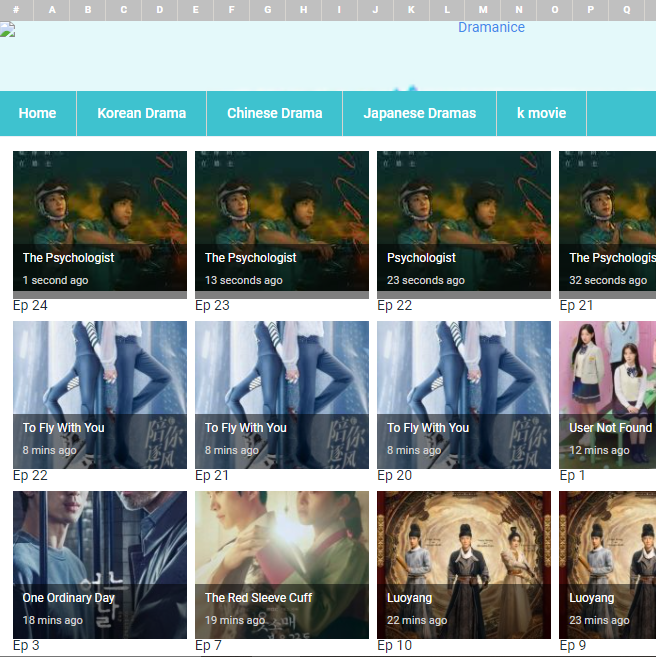 # A B C D E F G H I J K L M N O P Q
Dramanice
Home Korean Drama Chinese Drama Japanese Dramas k movie
The Psychologist The Psychologist Psychologist The Psychologis
1 second ago 13 seconds ago 23 seconds ago 32 seconds ago
Ep 24 Ep 23 Ep 22 Ep 21
To Fly With You To Fly With You To Fly With You User Not Found
8 mins ago 8 mins ago 8 mins ago 12 mins ago
Ep 22 Ep 21 Ep 20 Ep 1
One Ordinary Day The Red Sleeve Cuff Luoyang Luoyang
18 mins ago 19 mins ago 22 mins ago 23 mins ago
Ep 3 Ep 7 Ep 10 Ep 9